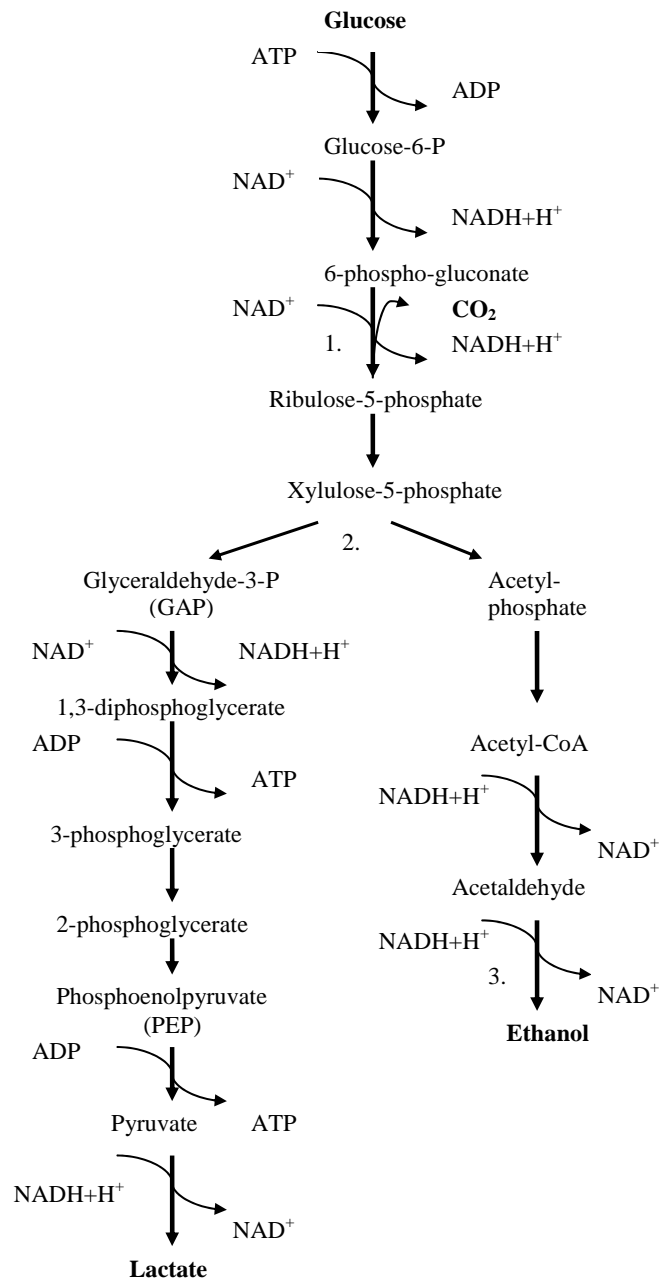 Glucose
ATP
ADP
Glucose-6-P
NAD⁺
NADH+H⁺
6-phospho-gluconate
NAD⁺
CO₂
1.
NADH+H⁺
Ribulose-5-phosphate
Xylulose-5-phosphate
2.
Glyceraldehyde-3-P
(GAP)
NAD⁺
NADH+H⁺
1,3-diphosphoglycerate
ADP
ATP
3-phosphoglycerate
2-phosphoglycerate
Phosphoenolpyruvate
(PEP)
ADP
ATP
Pyruvate
NADH+H⁺
NAD⁺
Lactate
Acetyl-
phosphate
Acetyl-CoA
NADH+H⁺
NAD⁺
Acetaldehyde
NADH+H⁺
3.
NAD⁺
Ethanol